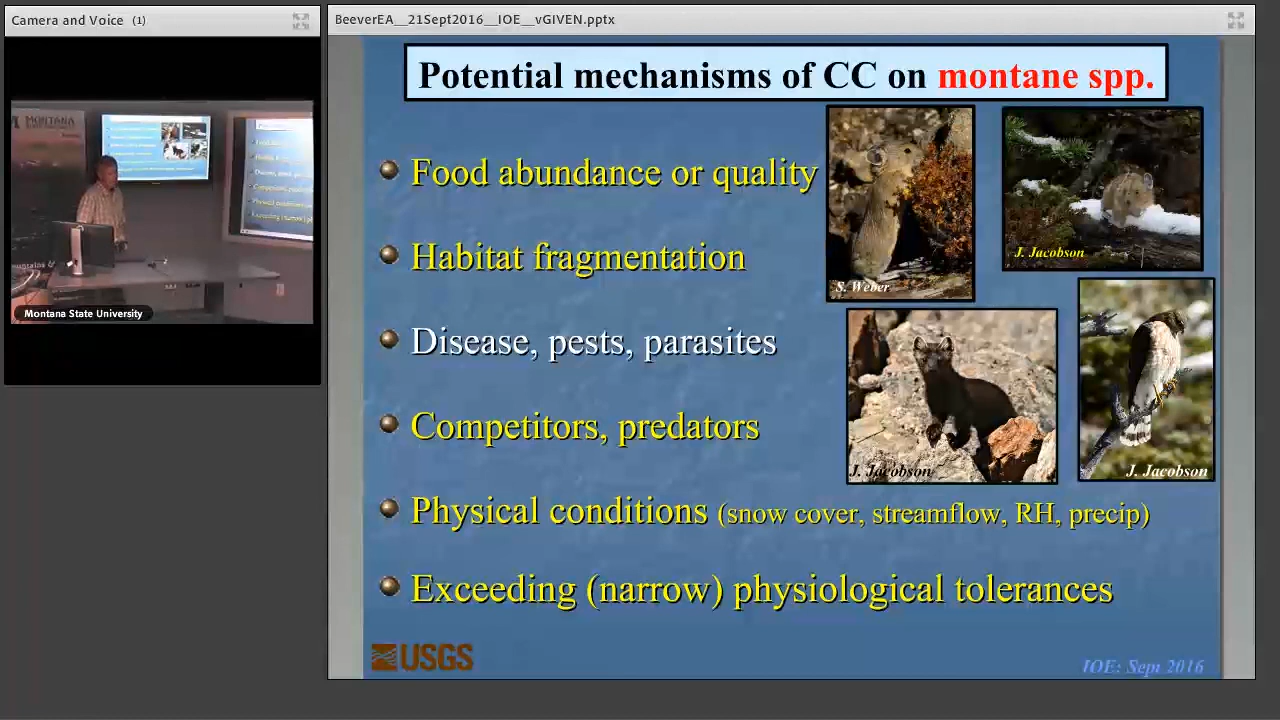 Camera and Voice (1)
BeeverEA__21Sept2016__IOE__vGIVEN.pptx
Potential mechanisms of CC on montane spp.
Food abundance or quality
Habitat fragmentation
Disease, pests, parasites
Competitors, predators
Physical conditions (snow cover, streamflow, RH, precip)
Exceeding (narrow) physiological tolerances
S. Weber
J. Jacobson
J. Jacobson
J. Jacobson
MONTANA
Montana State University
USGS
IOE: Sept 2016